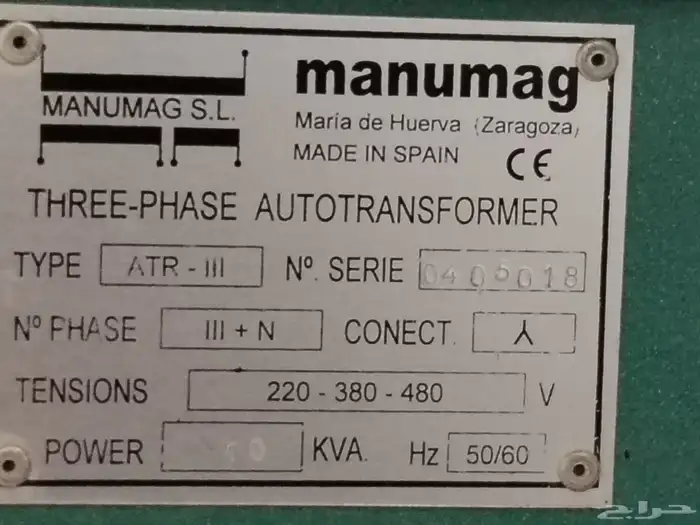 manumag
MANUMAG S.L.
María de Huerva (Zaragoza)
MADE IN SPAIN CE
THREE-PHASE AUTOTRANSFORMER
TYPE ATR - III Nº. SERIE 0405018
Nº PHASE III + N CONECT.
TENSIONS 220 - 380 - 480 V
POWER KVA. Hz 50/60
حراج